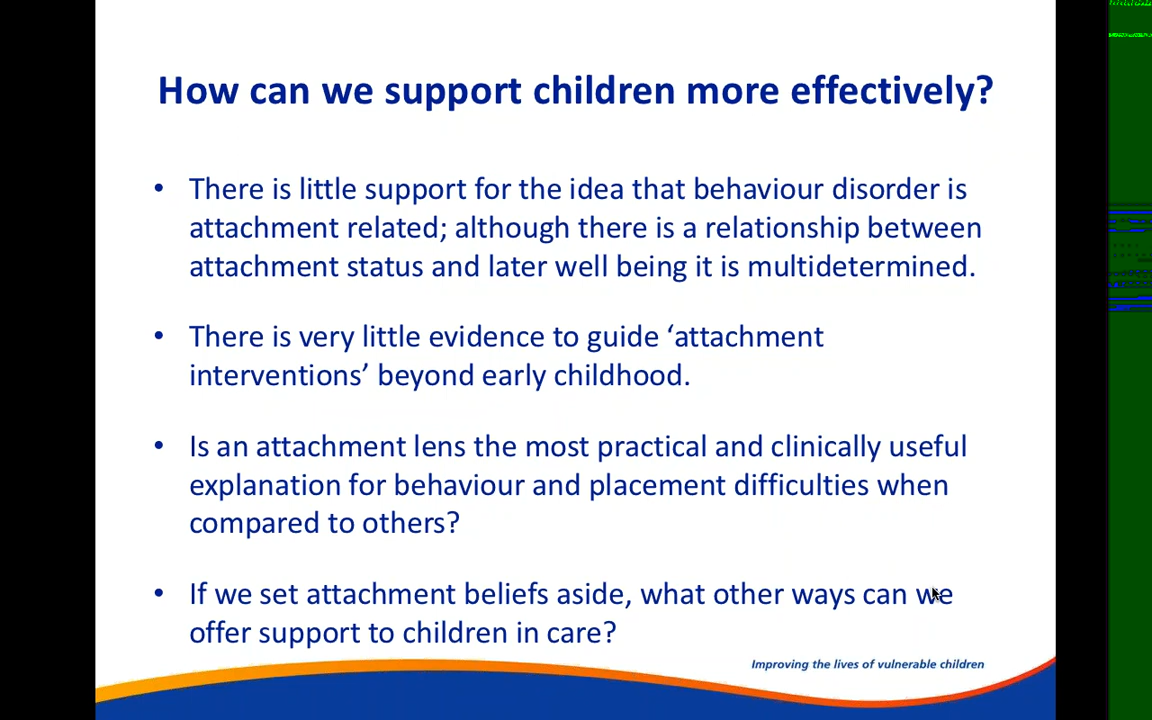 How can we support children more effectively?
• There is little support for the idea that behaviour disorder is
attachment related; although there is a relationship between
attachment status and later well being it is multidetermined.
• There is very little evidence to guide ‘attachment
interventions’ beyond early childhood.
• Is an attachment lens the most practical and clinically useful
explanation for behaviour and placement difficulties when
compared to others?
• If we set attachment beliefs aside, what other ways can we
offer support to children in care?
Improving the lives of vulnerable children